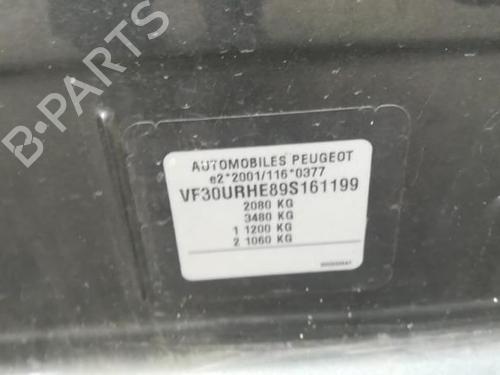 B-PARTS
AUTOMOBILES PEUGEOT
e2*2001/116*0377
VF30URHE89S161199
2080 KG
3480 KG
1 1200 KG
2 1060 KG